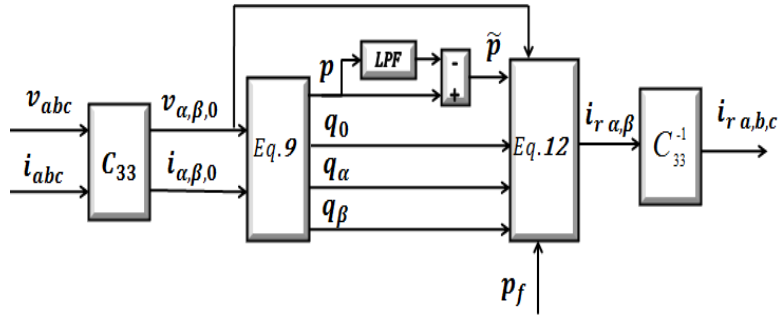 v_abc
i_abc
C_33
v_α,β,0
i_α,β,0
Eq.9
p
LPF
-
+
p̃
q_0
q_α
q_β
Eq.12
p_f
i_r α,β
C_33^-1
i_r a,b,c